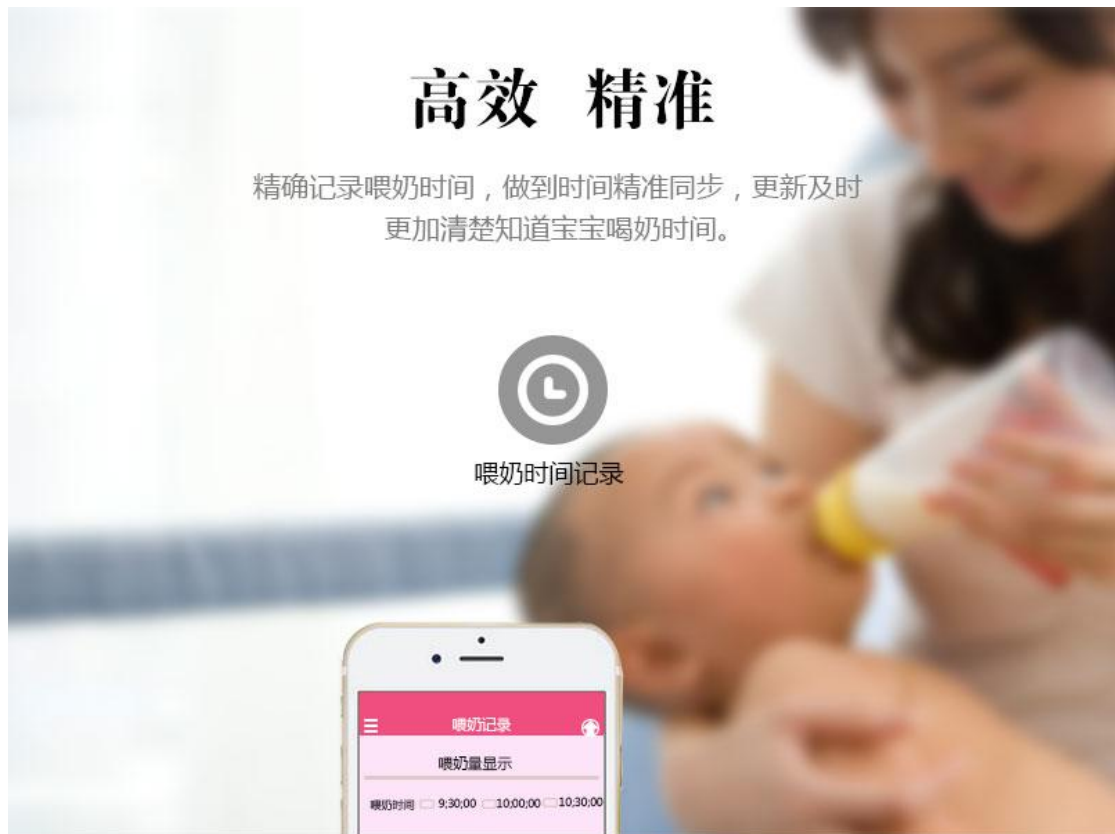 高效 精准
精确记录喂奶时间，做到时间精准同步，更新及时
更加清楚知道宝宝喝奶时间。
喂奶时间记录
喂奶记录
喂奶量显示
喂奶时间 9;30;00 10;00;00 10;30;00